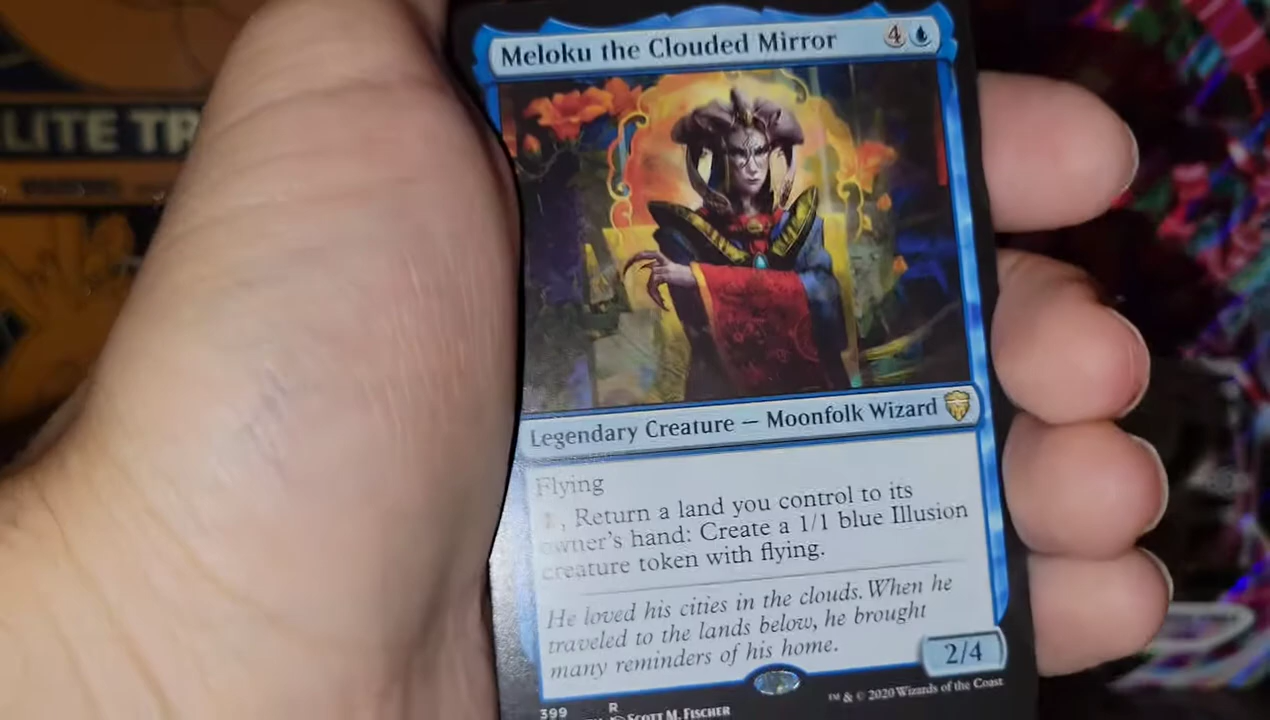 ELITE TR
Meloku the Clouded Mirror
4
Legendary Creature — Moonfolk Wizard
Flying
, Return a land you control to its
owner's hand: Create a 1/1 blue Illusion
creature token with flying.
He loved his cities in the clouds. When he
traveled to the lands below, he brought
many reminders of his home.
2/4
399 R
SCOTT M. FISCHER
™ & © 2020 Wizards of the Coast